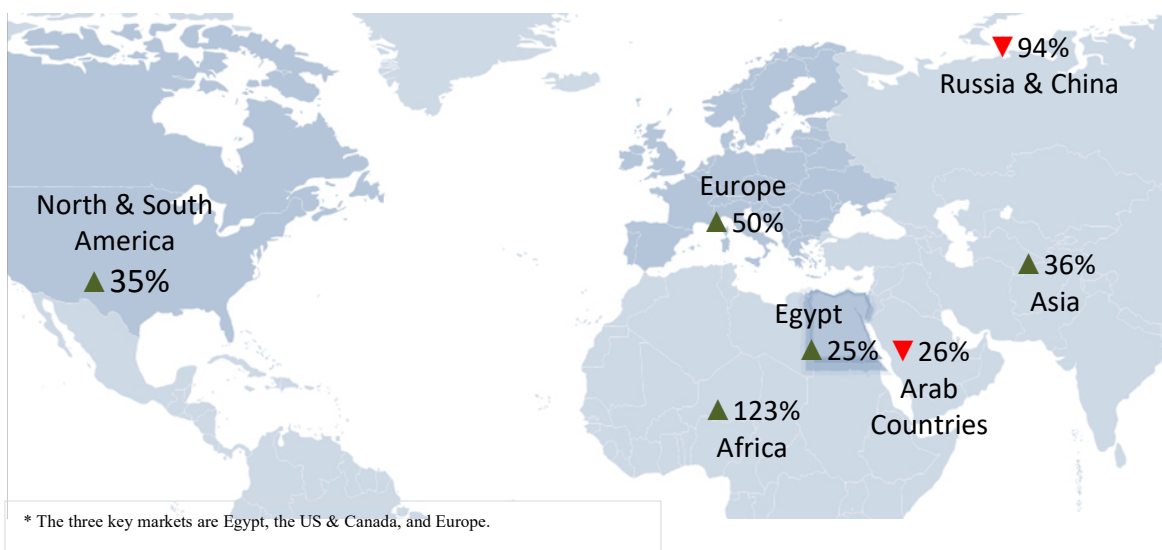 ▼ 94%
Russia & China
Europe
▲ 50%
North & South
America
▲ 35%
▲ 36%
Asia
Egypt
▲ 25%
▼ 26%
Arab
Countries
▲ 123%
Africa
* The three key markets are Egypt, the US & Canada, and Europe.